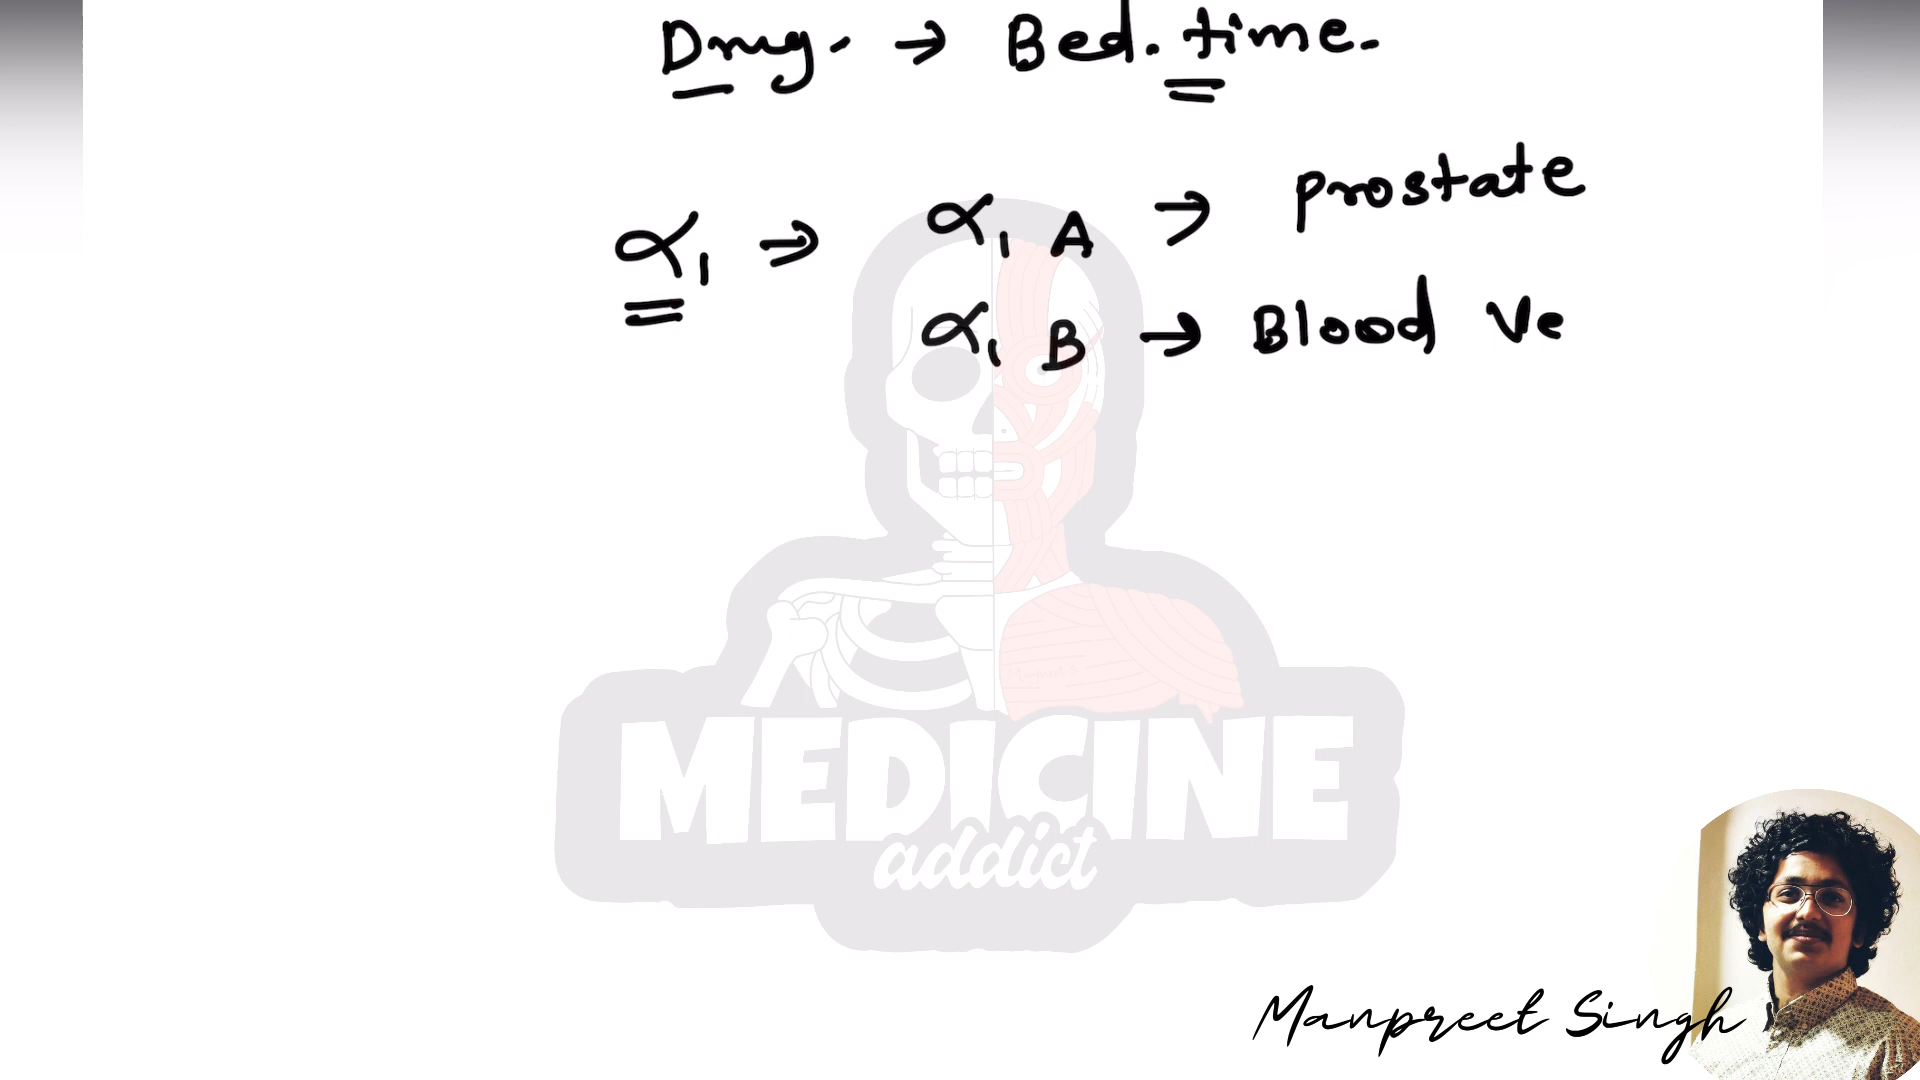 Drug. → Bed. time.
α₁ ⇒ α₁ A → prostate
α₁ B → Blood Ve
MEDICINE
addict
Manpreet Singh